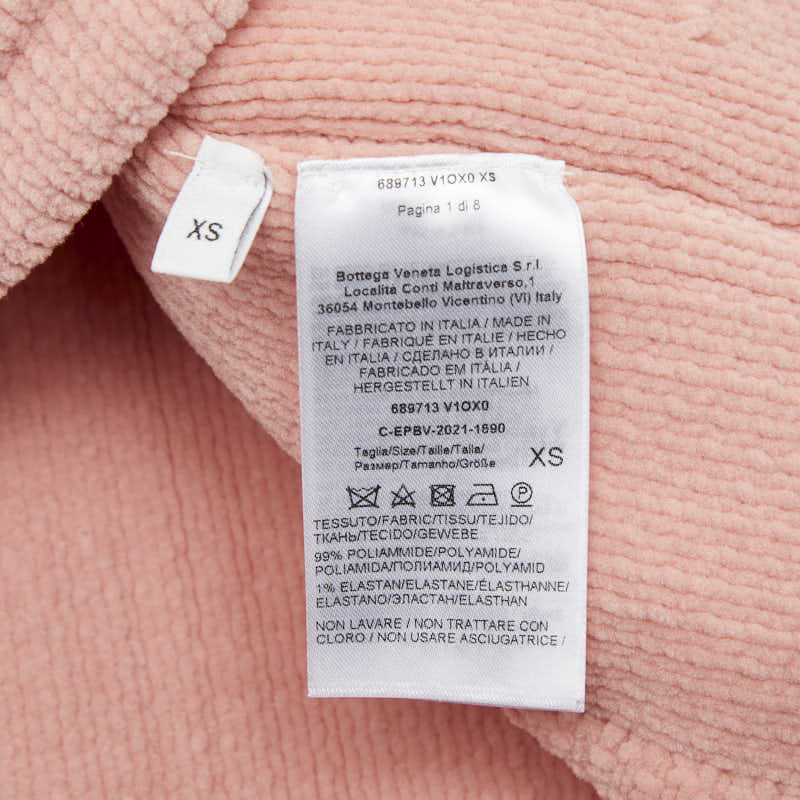 XS
689713 V1OX0 XS
Pagina 1 di 8
Bottega Veneta Logistica S.r.l.
Localita Conti Maltraverso,1
36054 Montebello Vicentino (VI) Italy
FABBRICATO IN ITALIA / MADE IN
ITALY / FABRIQUÉ EN ITALIE / HECHO
EN ITALIA / СДЕЛАНО В ИТАЛИИ /
FABRICADO EM ITÀLIA /
HERGESTELLT IN ITALIEN
689713 V1OX0
C-EPBV-2021-1690
Taglia/Size/Taille/Talla/
Размер/Tamanho/Größe XS
P
TESSUTO/FABRIC/TISSU/TEJIDO/
ТКАНЬ/TECIDO/GEWEBE
99% POLIAMMIDE/POLYAMIDE/
POLIAMIDA/ПОЛИАМИД/POLYAMID
1% ELASTAN/ELASTANE/ÉLASTHANNE/
ELASTANO/ЭЛАСТАН/ELASTHAN
NON LAVARE / NON TRATTARE CON
CLORO / NON USARE ASCIUGATRICE /